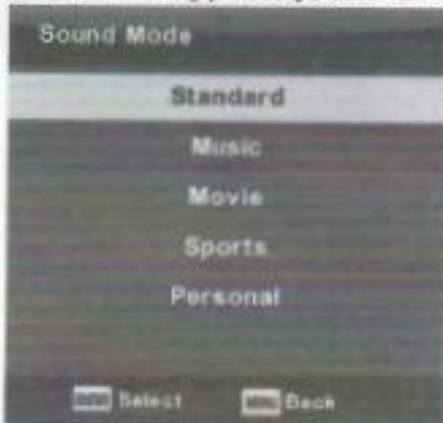 Sound Mode
Standard
Music
Movie
Sports
Personal
Select Back